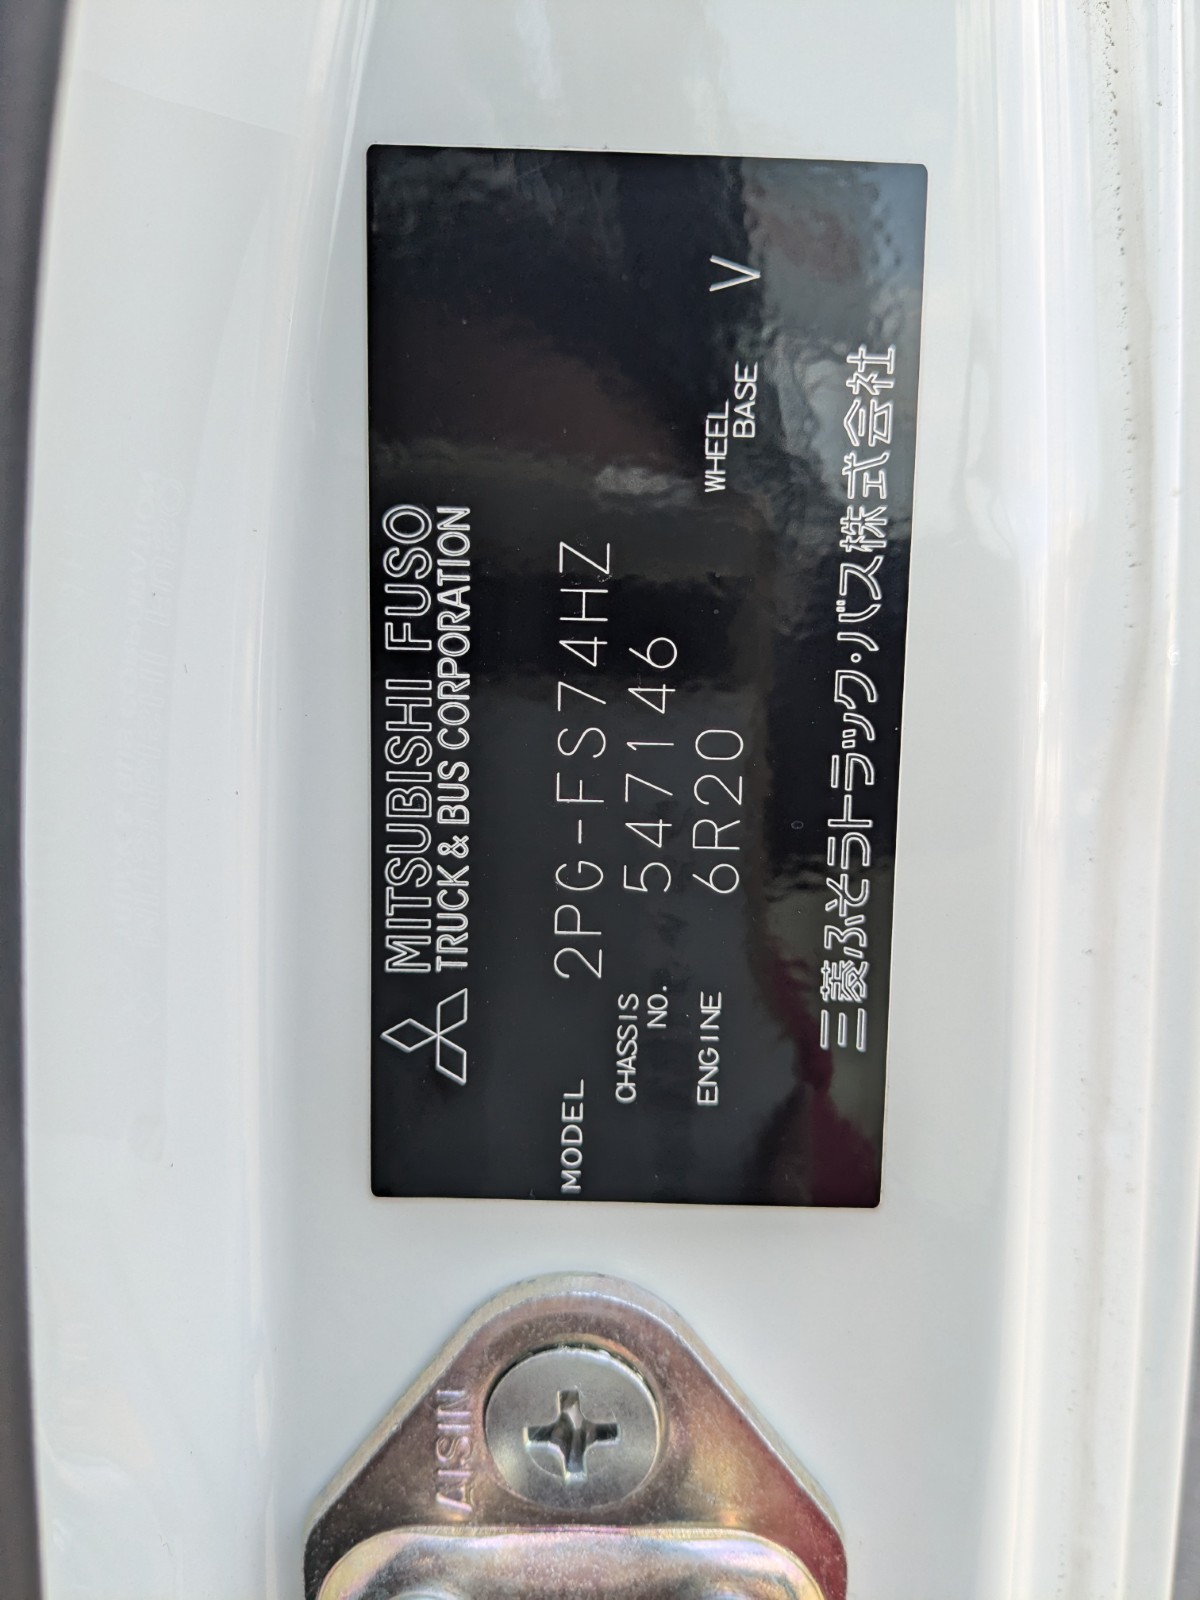 MITSUBISHI FUSO
TRUCK & BUS CORPORATION
MODEL 2PG-FS74HZ
CHASSIS NO. 547146
ENGINE 6R20 WHEEL BASE V
三菱ふそうトラック・バス株式会社
AISIN